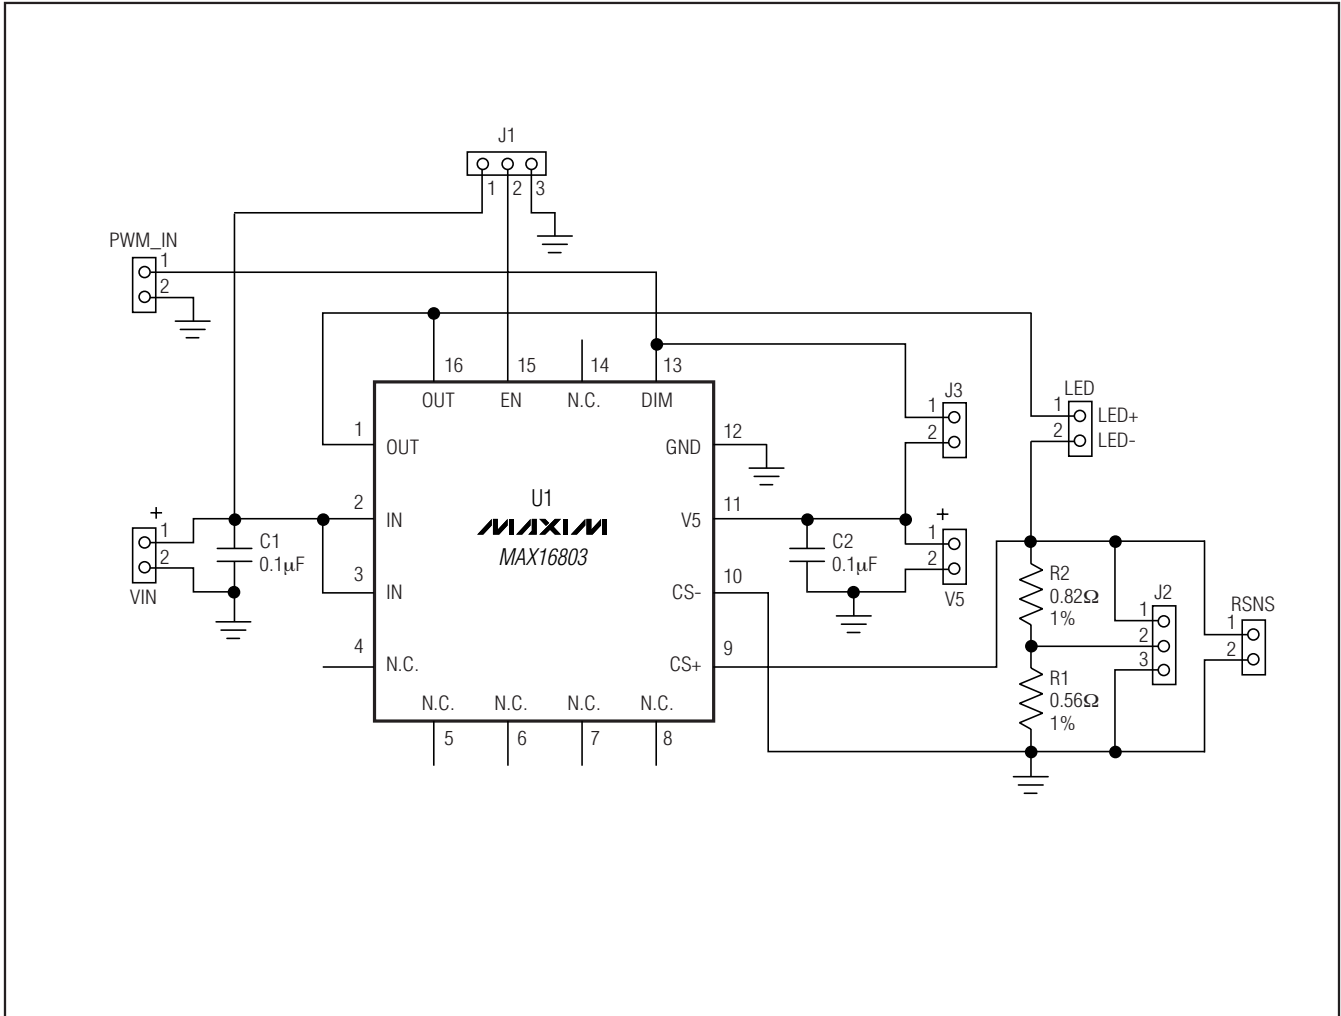 J1
1 2 3
PWM_IN
1
2
16 15 14 13
OUT EN N.C. DIM
J3
1
2
LED
1 LED+
2 LED-
1 OUT
12 GND
U1
MAXIM
MAX16803
2 IN
11 V5
+
1
2
VIN
C1
0.1µF
C2
0.1µF
+
1
2
V5
3 IN
10 CS-
4 N.C.
9 CS+
N.C. N.C. N.C. N.C.
5 6 7 8
R2
0.82Ω
1%
J2
1
2
3
RSNS
1
2
R1
0.56Ω
1%